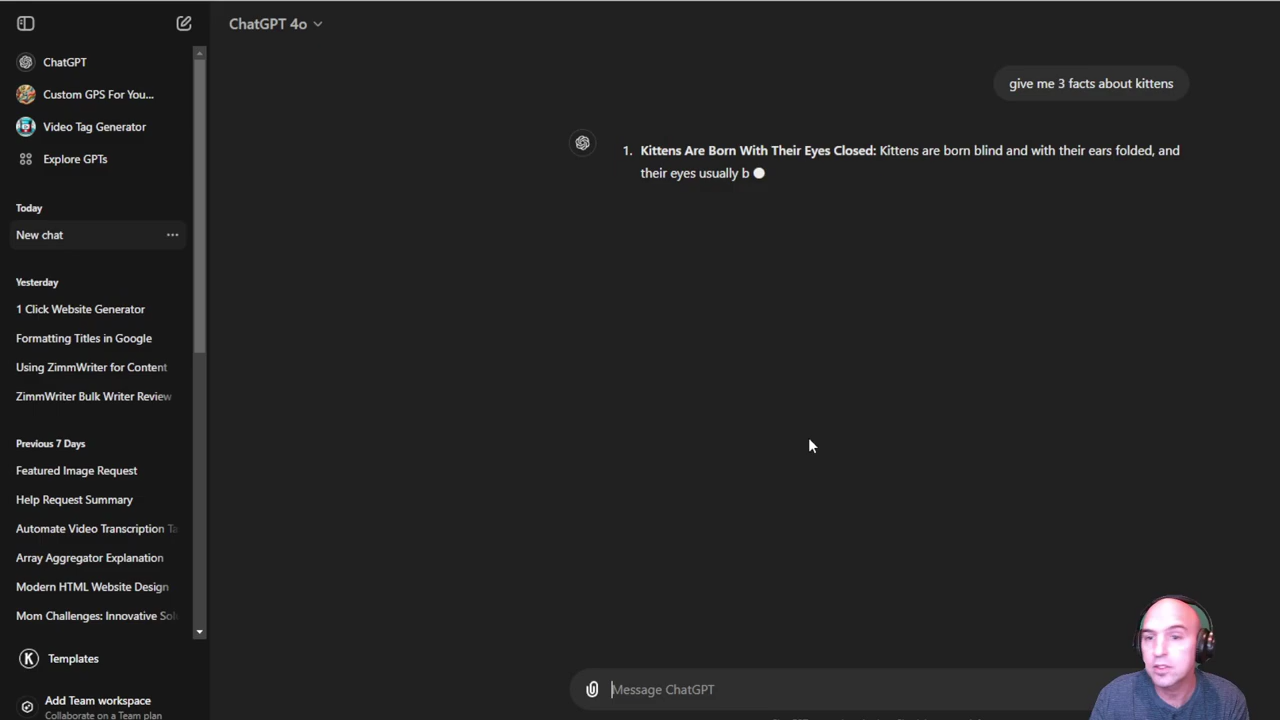 ChatGPT 4o
ChatGPT
Custom GPS For You...
Video Tag Generator
Explore GPTs
Today
New chat
Yesterday
1 Click Website Generator
Formatting Titles in Google
Using ZimmWriter for Content
ZimmWriter Bulk Writer Review
Previous 7 Days
Featured Image Request
Help Request Summary
Automate Video Transcription Ta
Array Aggregator Explanation
Modern HTML Website Design
Mom Challenges: Innovative Sol
K Templates
Add Team workspace
Collaborate on a Team plan
give me 3 facts about kittens
1. Kittens Are Born With Their Eyes Closed: Kittens are born blind and with their ears folded, and
their eyes usually b
Message ChatGPT